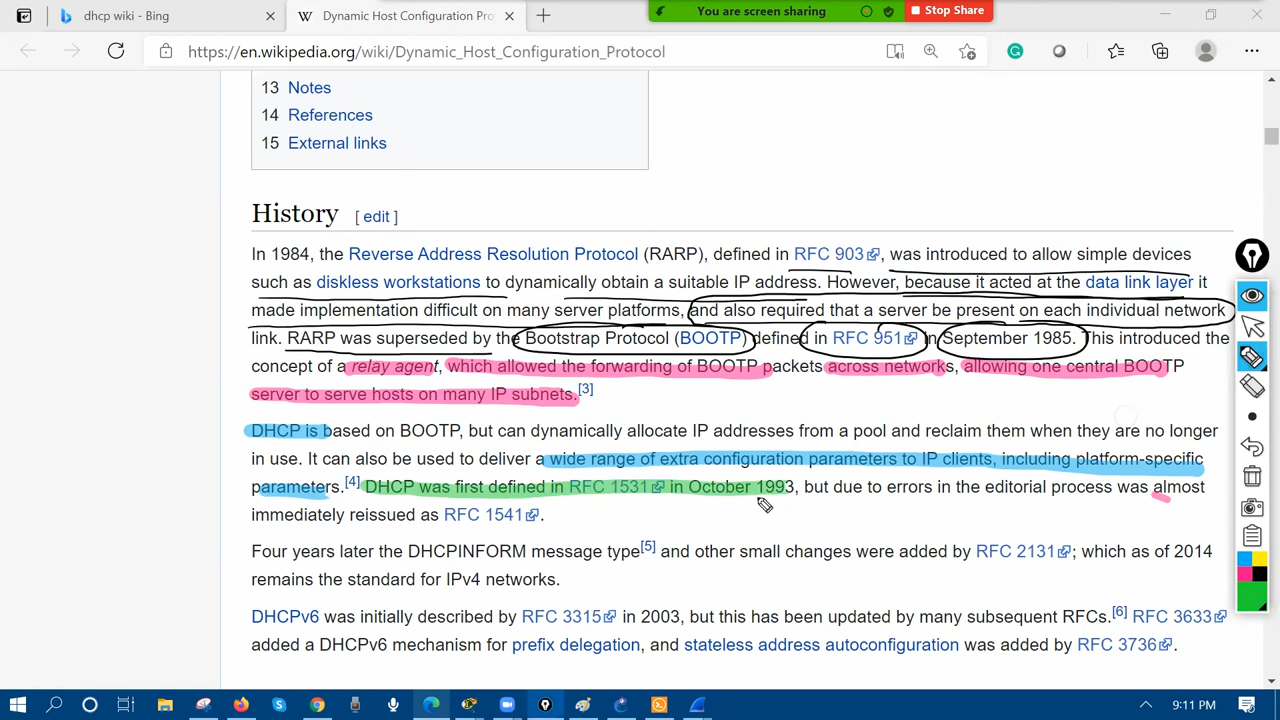 dhcp wiki - Bing
Dynamic Host Configuration Pro
You are screen sharing
Stop Share
https://en.wikipedia.org/wiki/Dynamic_Host_Configuration_Protocol
13 Notes
14 References
15 External links
History [ edit ]
In 1984, the Reverse Address Resolution Protocol (RARP), defined in RFC 903, was introduced to allow simple devices
such as diskless workstations to dynamically obtain a suitable IP address. However, because it acted at the data link layer it
made implementation difficult on many server platforms, and also required that a server be present on each individual network
link. RARP was superseded by the Bootstrap Protocol (BOOTP) defined in RFC 951 in September 1985. This introduced the
concept of a relay agent, which allowed the forwarding of BOOTP packets across networks, allowing one central BOOTP
server to serve hosts on many IP subnets.[3]
DHCP is based on BOOTP, but can dynamically allocate IP addresses from a pool and reclaim them when they are no longer
in use. It can also be used to deliver a wide range of extra configuration parameters to IP clients, including platform-specific
parameters.[4] DHCP was first defined in RFC 1531 in October 1993, but due to errors in the editorial process was almost
immediately reissued as RFC 1541.
Four years later the DHCPINFORM message type[5] and other small changes were added by RFC 2131; which as of 2014
remains the standard for IPv4 networks.
DHCPv6 was initially described by RFC 3315 in 2003, but this has been updated by many subsequent RFCs.[6] RFC 3633
added a DHCPv6 mechanism for prefix delegation, and stateless address autoconfiguration was added by RFC 3736.
9:11 PM